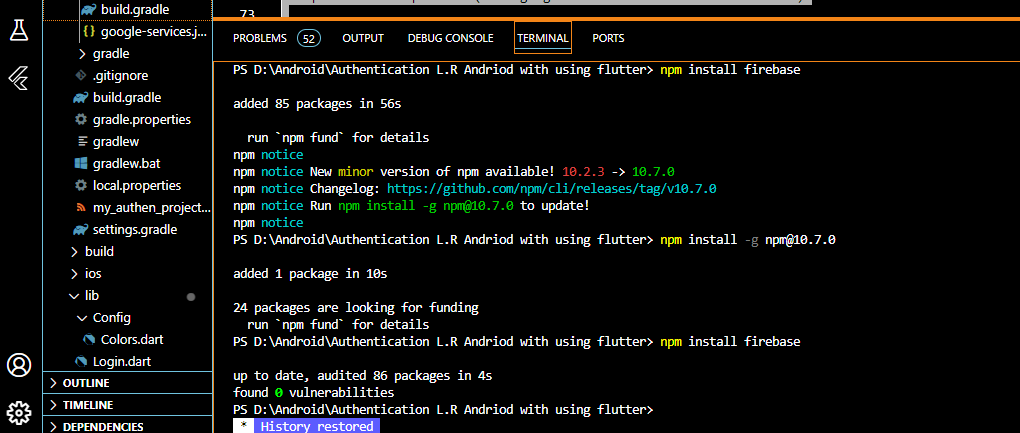 build.gradle
{} google-services.j...
gradle
.gitignore
build.gradle
gradle.properties
gradlew
gradlew.bat
local.properties
my_authen_project...
settings.gradle
build
ios
lib
Config
Colors.dart
Login.dart
OUTLINE
TIMELINE
DEPENDENCIES
73
PROBLEMS 52 OUTPUT DEBUG CONSOLE TERMINAL PORTS
PS D:\Android\Authentication L.R Andriod with using flutter> npm install firebase
added 85 packages in 56s
run `npm fund` for details
npm notice
npm notice New minor version of npm available! 10.2.3 -> 10.7.0
npm notice Changelog: https://github.com/npm/cli/releases/tag/v10.7.0
npm notice Run npm install -g npm@10.7.0 to update!
npm notice
PS D:\Android\Authentication L.R Andriod with using flutter> npm install -g npm@10.7.0
added 1 package in 10s
24 packages are looking for funding
run `npm fund` for details
PS D:\Android\Authentication L.R Andriod with using flutter> npm install firebase
up to date, audited 86 packages in 4s
found 0 vulnerabilities
PS D:\Android\Authentication L.R Andriod with using flutter>
* History restored